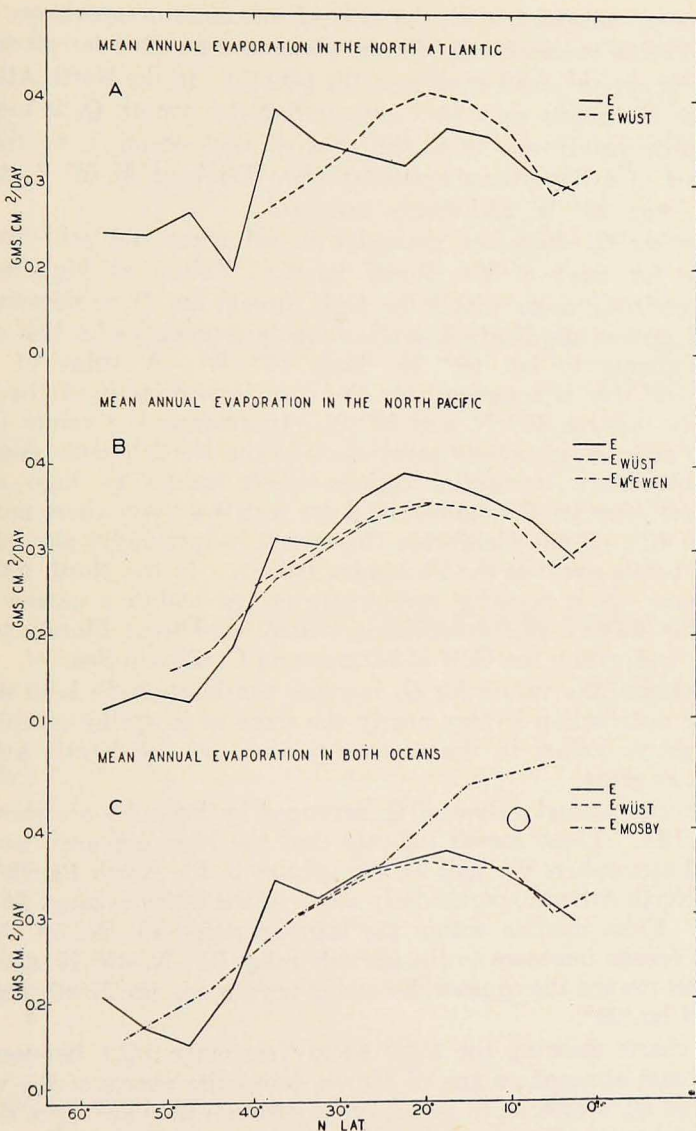 MEAN ANNUAL EVAPORATION IN THE NORTH ATLANTIC
A
E
E WÜST
04
03
02
01
GMS CM. 2/DAY
MEAN ANNUAL EVAPORATION IN THE NORTH PACIFIC
B
E
E WÜST
E McEWEN
04
03
02
01
GMS. CM. 2/DAY
MEAN ANNUAL EVAPORATION IN BOTH OCEANS
C
E
E WÜST
E MOSBY
04
03
02
01
GMS CM. 2/DAY
60° 50° 40° 30° 20° 10° 0°
N LAT.